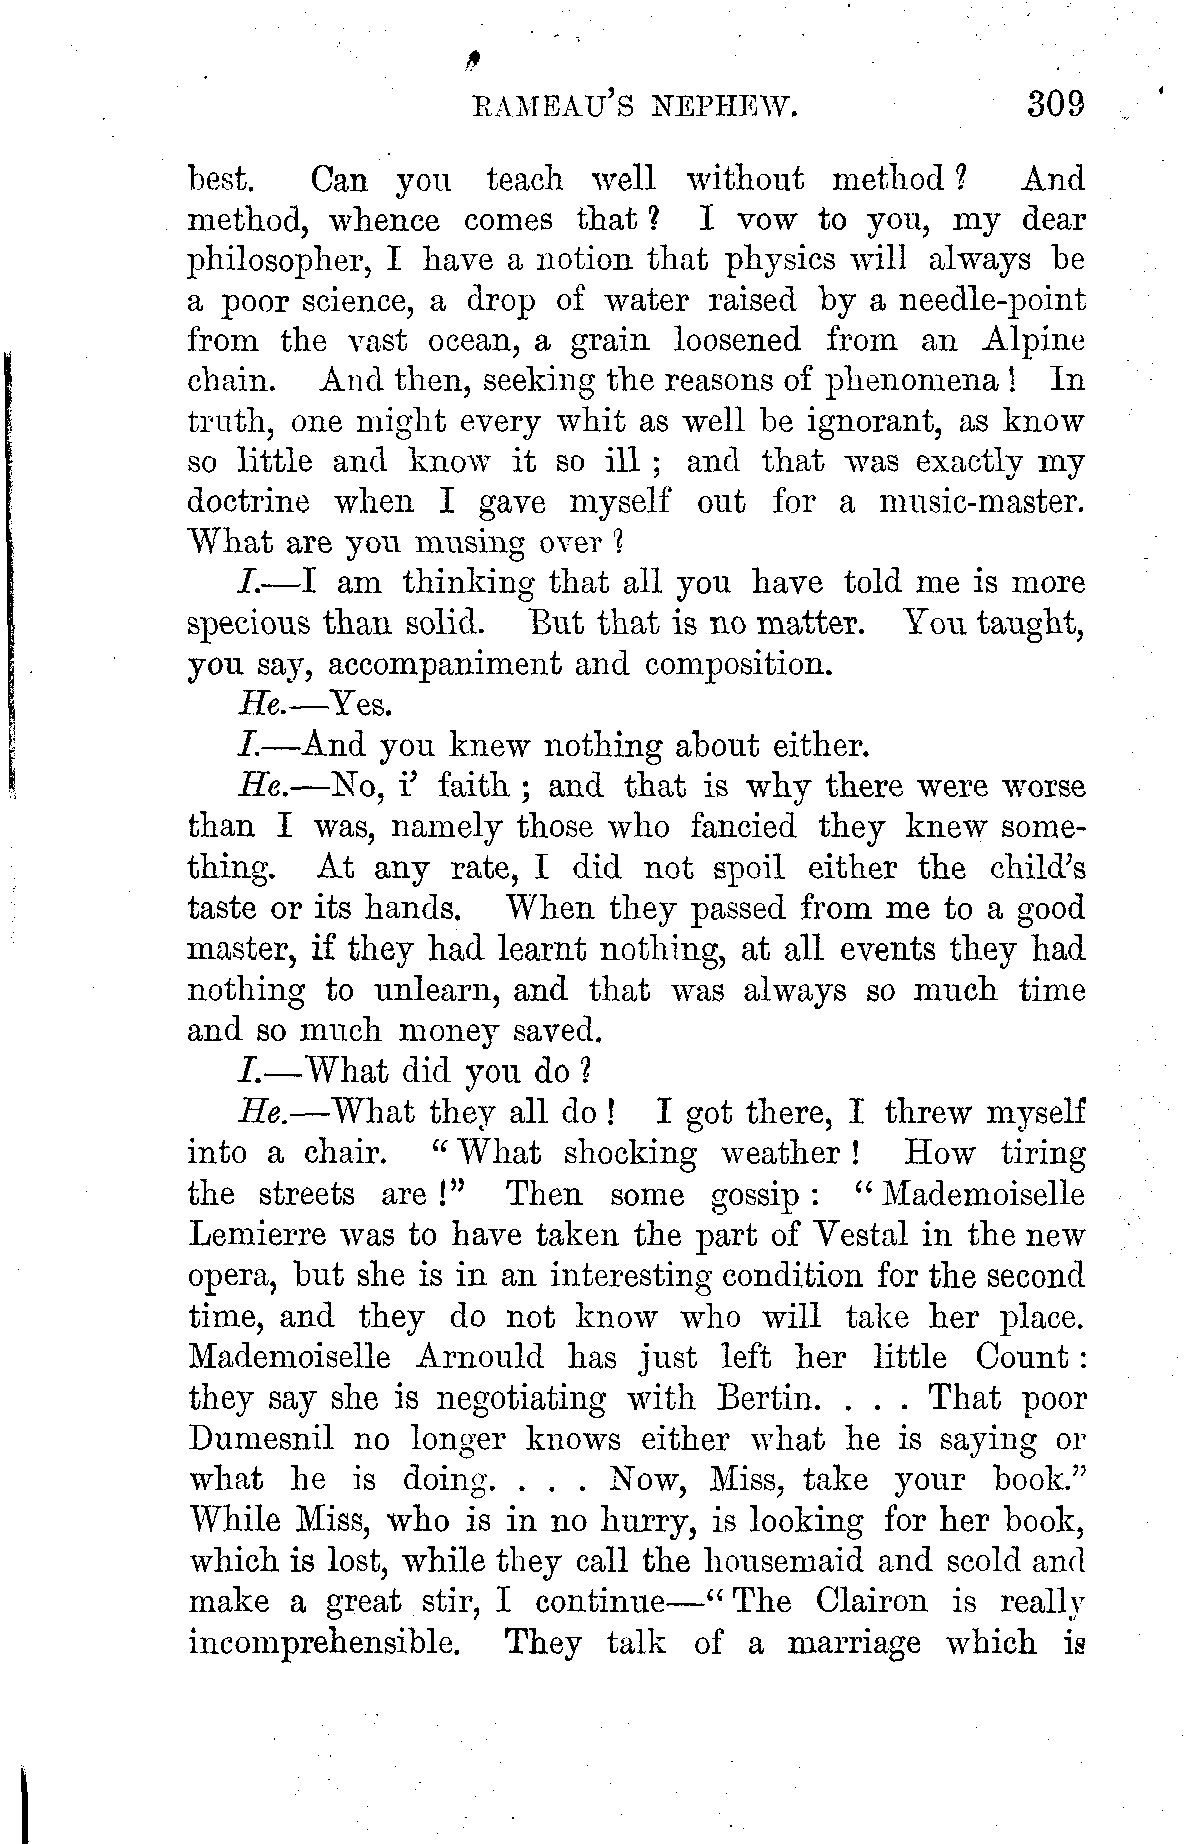 RAMEAU'S NEPHEW. 309
best. Can you teach well without method? And
method, whence comes that? I vow to you, my dear
philosopher, I have a notion that physics will always be
a poor science, a drop of water raised by a needle-point
from the vast ocean, a grain loosened from an Alpine
chain. And then, seeking the reasons of phenomena! In
truth, one might every whit as well be ignorant, as know
so little and know it so ill; and that was exactly my
doctrine when I gave myself out for a music-master.
What are you musing over?
I.—I am thinking that all you have told me is more
specious than solid. But that is no matter. You taught,
you say, accompaniment and composition.
He.—Yes.
I.—And you knew nothing about either.
He.—No, i' faith; and that is why there were worse
than I was, namely those who fancied they knew some-
thing. At any rate, I did not spoil either the child's
taste or its hands. When they passed from me to a good
master, if they had learnt nothing, at all events they had
nothing to unlearn, and that was always so much time
and so much money saved.
I.—What did you do?
He.—What they all do! I got there, I threw myself
into a chair. "What shocking weather! How tiring
the streets are!" Then some gossip: "Mademoiselle
Lemierre was to have taken the part of Vestal in the new
opera, but she is in an interesting condition for the second
time, and they do not know who will take her place.
Mademoiselle Arnould has just left her little Count:
they say she is negotiating with Bertin. . . . That poor
Dumesnil no longer knows either what he is saying or
what he is doing. . . . Now, Miss, take your book."
While Miss, who is in no hurry, is looking for her book,
which is lost, while they call the housemaid and scold and
make a great stir, I continue—"The Clairon is really
incomprehensible. They talk of a marriage which is